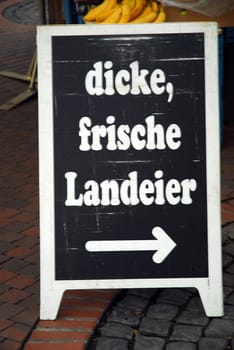 dicke,
frische
Landeier